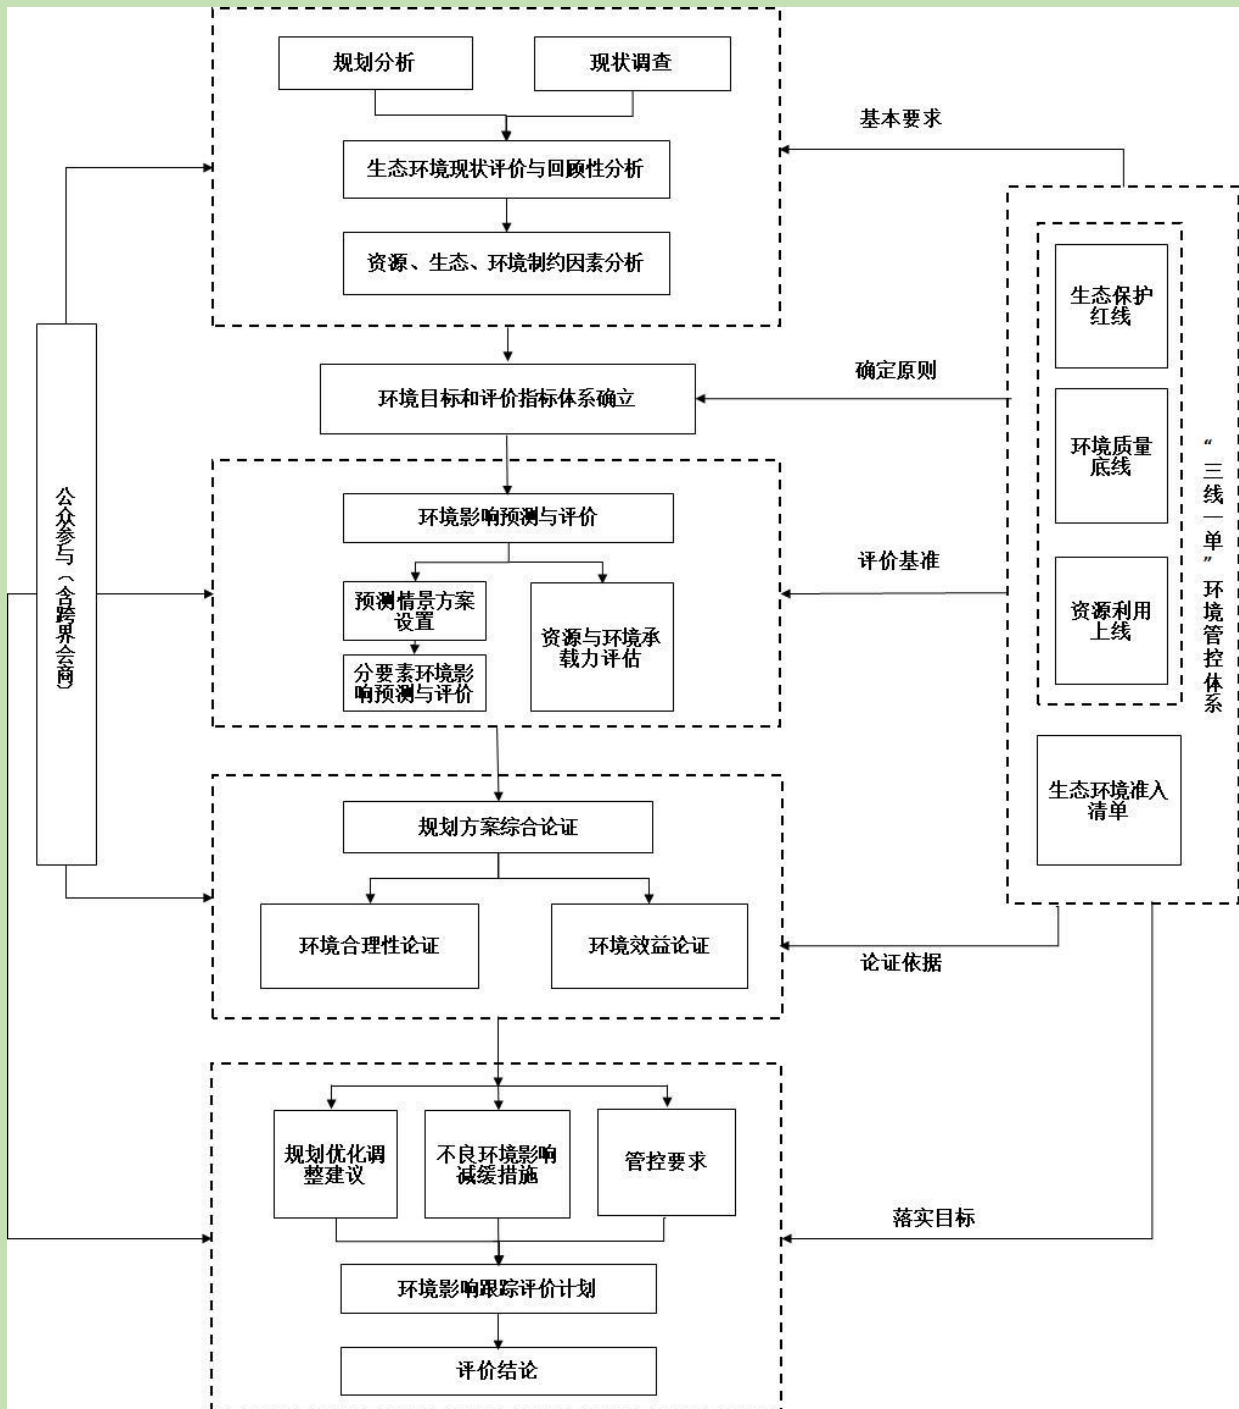 规划分析
现状调查
基本要求
生态环境现状评价与回顾性分析
资源、生态、环境制约因素分析
生态保护
红线
确定原则
环境目标和评价指标体系确立
环境质量
底线
“三线一单”环境管控体系
公众参与（含跨界会商）
环境影响预测与评价
评价基准
预测情景方案
设置
资源与环境承
载力评估
资源利用
上线
分要素环境影
响预测与评价
生态环境准入
清单
规划方案综合论证
环境合理性论证
环境效益论证
论证依据
规划优化调
整建议
不良环境影响
减缓措施
管控要求
落实目标
环境影响跟踪评价计划
评价结论